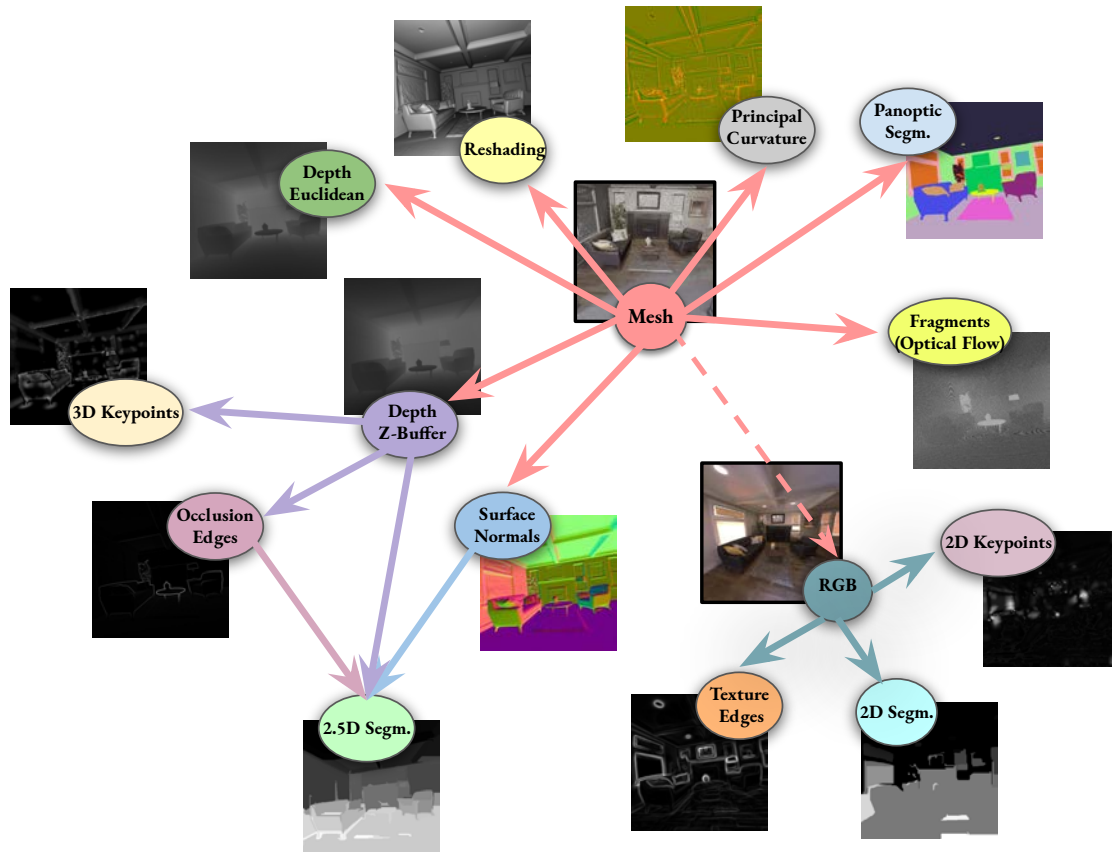 Principal
Curvature
Panoptic
Segm.
Reshading
Depth
Euclidean
Mesh
Fragments
(Optical Flow)
3D Keypoints
Depth
Z-Buffer
Occlusion
Edges
Surface
Normals
2D Keypoints
RGB
Texture
Edges
2D Segm.
2.5D Segm.